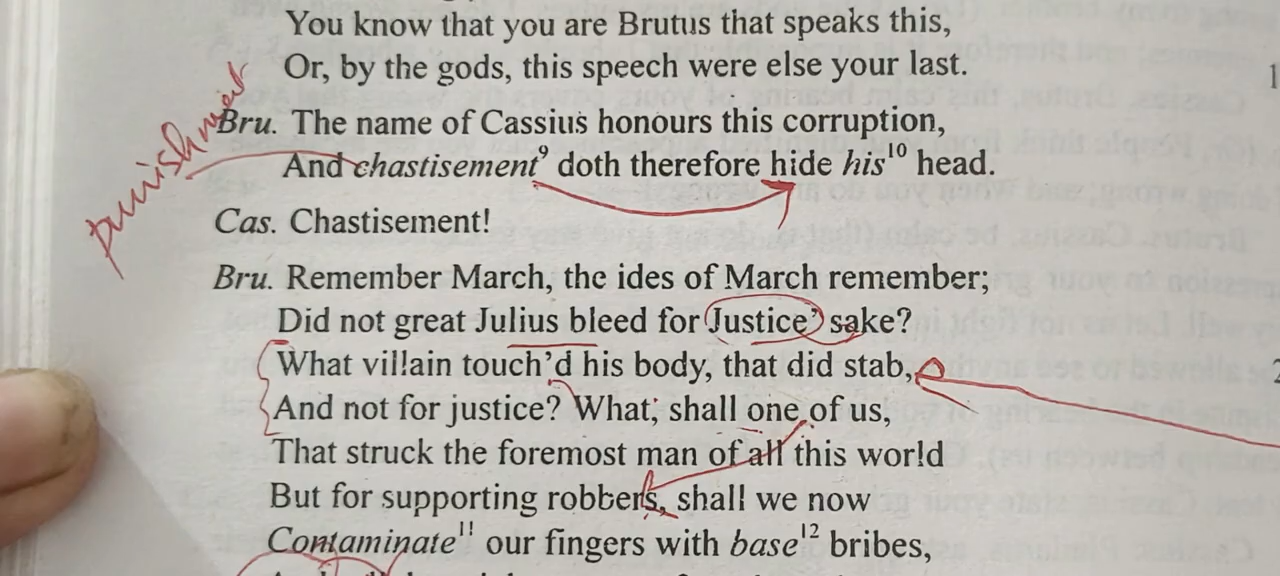 You know that you are Brutus that speaks this,
Or, by the gods, this speech were else your last.
1
punishment
Bru. The name of Cassius honours this corruption,
And chastisement⁹ doth therefore hide his¹⁰ head.
Cas. Chastisement!
Bru. Remember March, the ides of March remember;
Did not great Julius bleed for Justice' sake?
What villain touch'd his body, that did stab,
And not for justice? What; shall one of us,
That struck the foremost man of all this world
But for supporting robbers, shall we now
Contaminate¹¹ our fingers with base¹² bribes,